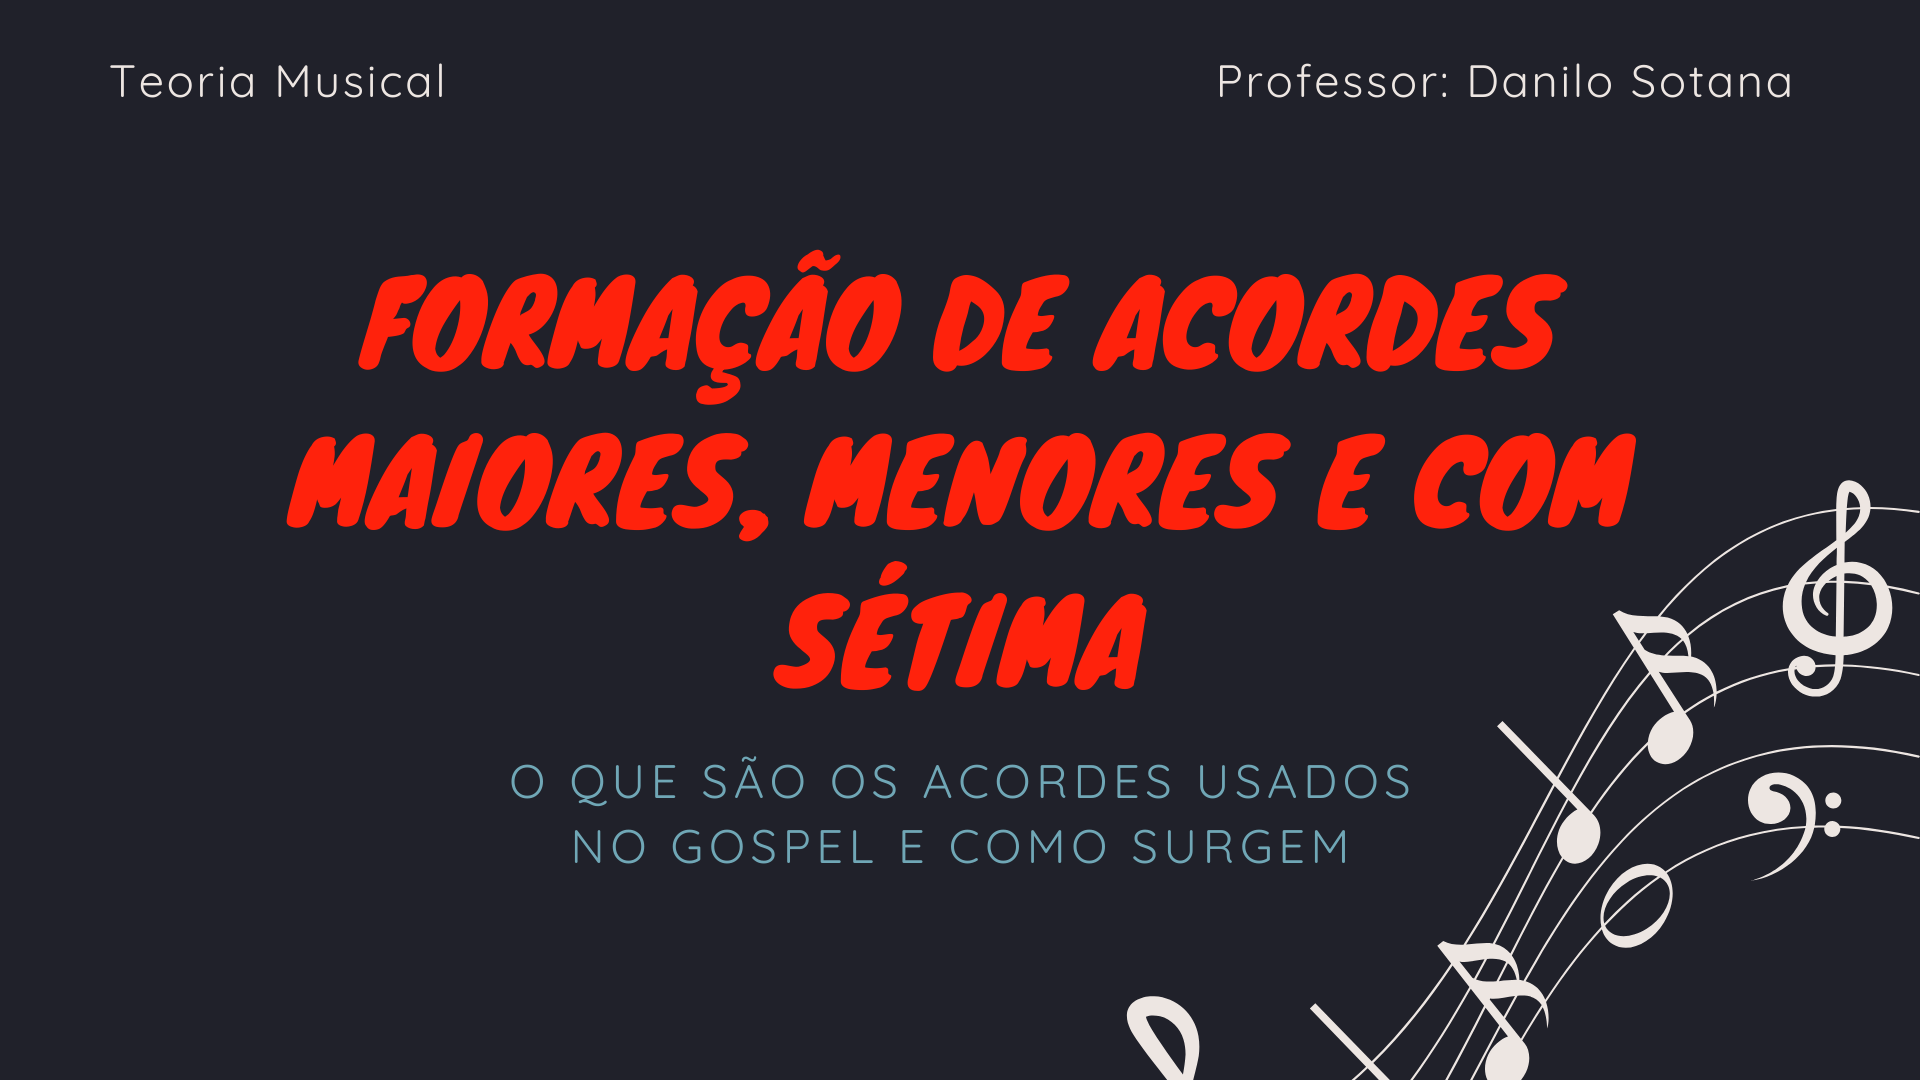 Teoria Musical
Professor: Danilo Sotana
FORMAÇÃO DE ACORDES
MAIORES, MENORES E COM
SÉTIMA
O QUE SÃO OS ACORDES USADOS
NO GOSPEL E COMO SURGEM